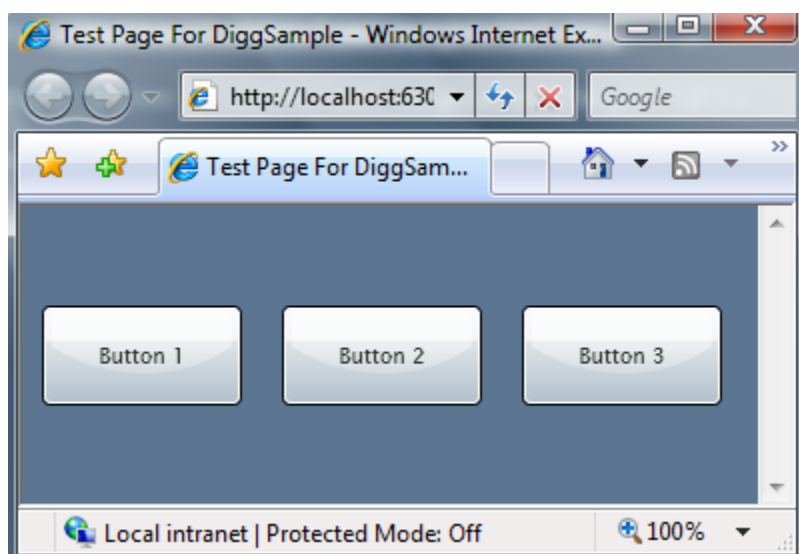 Test Page For DiggSample - Windows Internet Ex...
http://localhost:630
Google
Test Page For DiggSam...
Button 1
Button 2
Button 3
Local intranet | Protected Mode: Off
100%